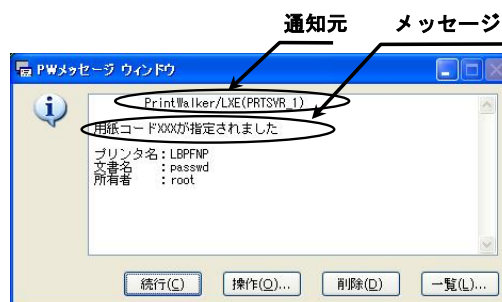 通知元 メッセージ
PWメッセージ ウィンドウ
PrintWalker/LXE(PRTSVR_1)
用紙コードXXXが指定されました
プリンタ名：LBPFNP
文書名　　：passwd
所有者　　：root
続行(C) 操作(O)... 削除(D) 一覧(L)...